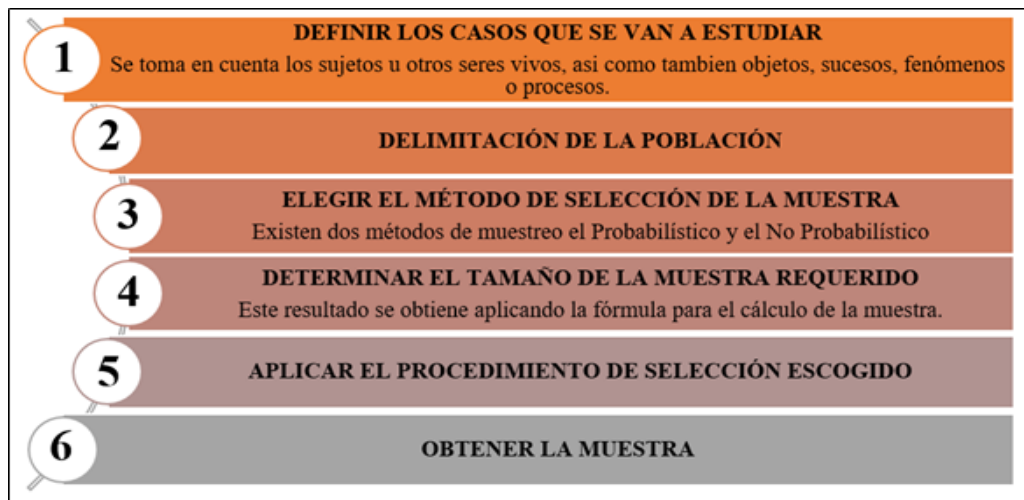 1
DEFINIR LOS CASOS QUE SE VAN A ESTUDIAR
Se toma en cuenta los sujetos u otros seres vivos, asi como tambien objetos, sucesos, fenómenos
o procesos.
2
DELIMITACIÓN DE LA POBLACIÓN
3
ELEGIR EL MÉTODO DE SELECCIÓN DE LA MUESTRA
Existen dos métodos de muestreo el Probabilístico y el No Probabilístico
4
DETERMINAR EL TAMAÑO DE LA MUESTRA REQUERIDO
Este resultado se obtiene aplicando la fórmula para el cálculo de la muestra.
5
APLICAR EL PROCEDIMIENTO DE SELECCIÓN ESCOGIDO
6
OBTENER LA MUESTRA